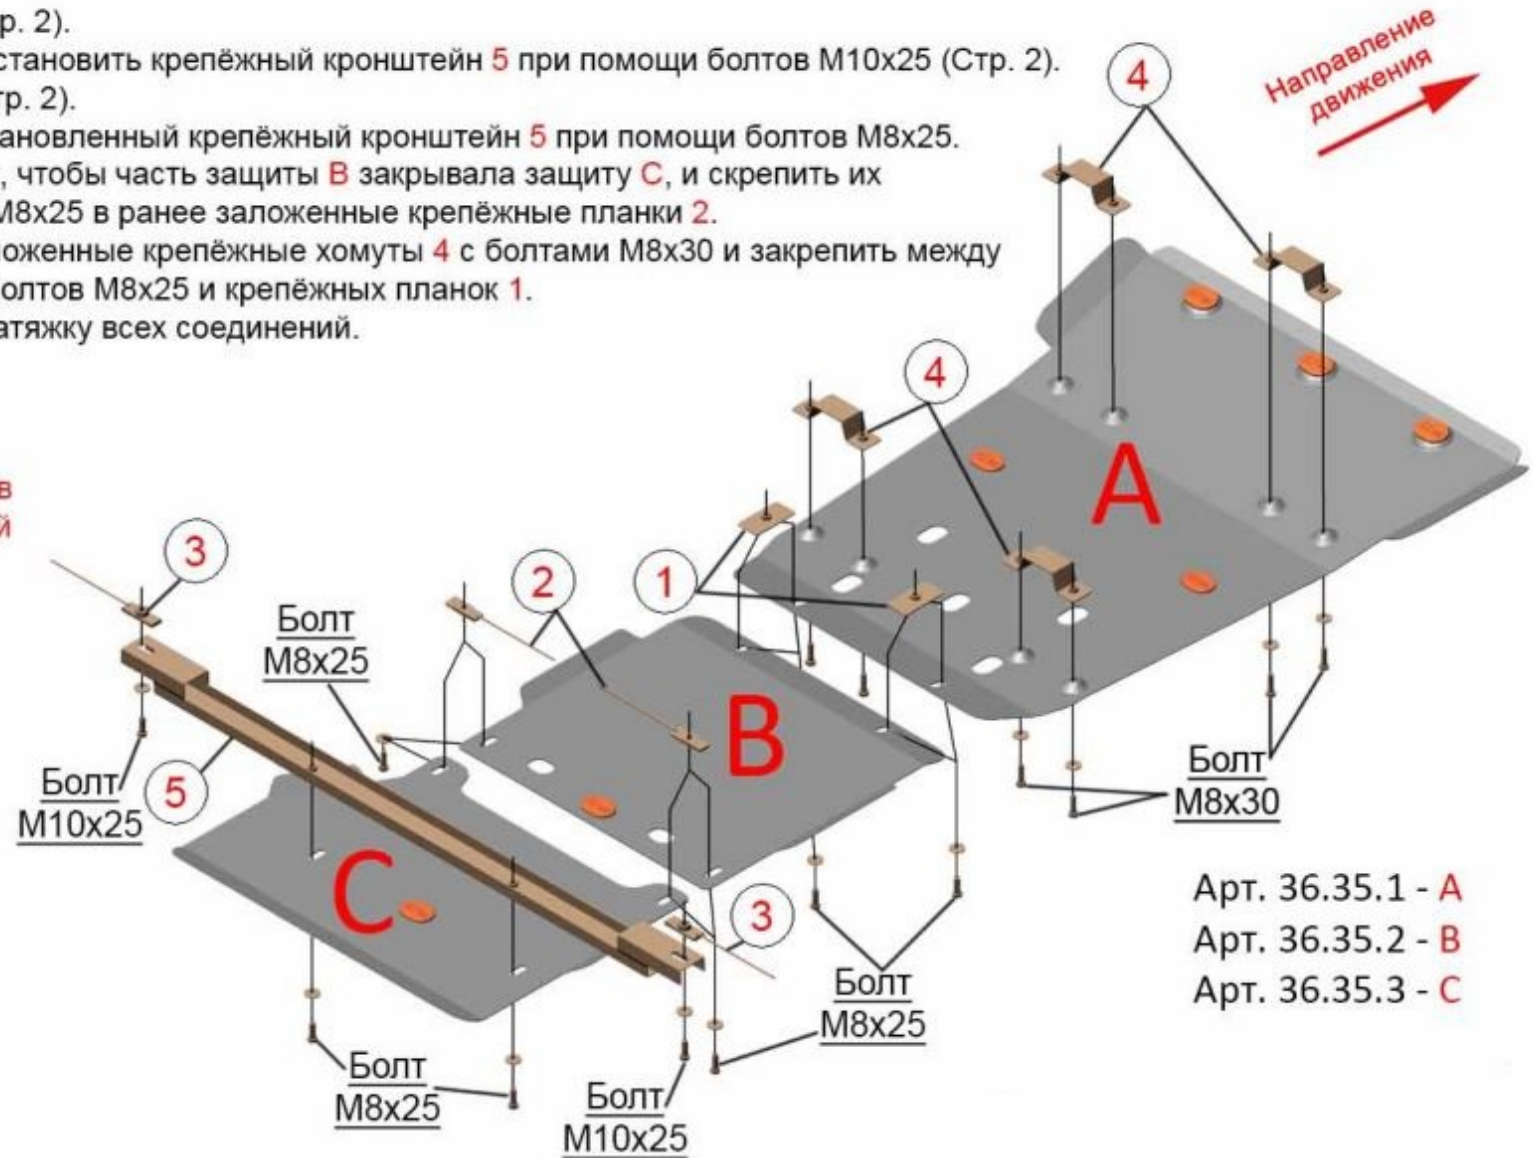 р. 2).
становить крепёжный кронштейн 5 при помощи болтов М10х25 (Стр. 2).
тр. 2).
ановленный крепёжный кронштейн 5 при помощи болтов М8х25.
, чтобы часть защиты В закрывала защиту С, и скрепить их
М8х25 в ранее заложенные крепёжные планки 2.
оженные крепёжные хомуты 4 с болтами М8х30 и закрепить между
болтов М8х25 и крепёжных планок 1.
атяжку всех соединений.
Направление
движения
4
4
в
й
3
2
1
А
Болт
М8х25
В
Болт
М10х25
5
Болт
М8х30
С
3
Арт. 36.35.1 - А
Арт. 36.35.2 - В
Арт. 36.35.3 - С
Болт
М8х25
Болт
М8х25
Болт
М10х25